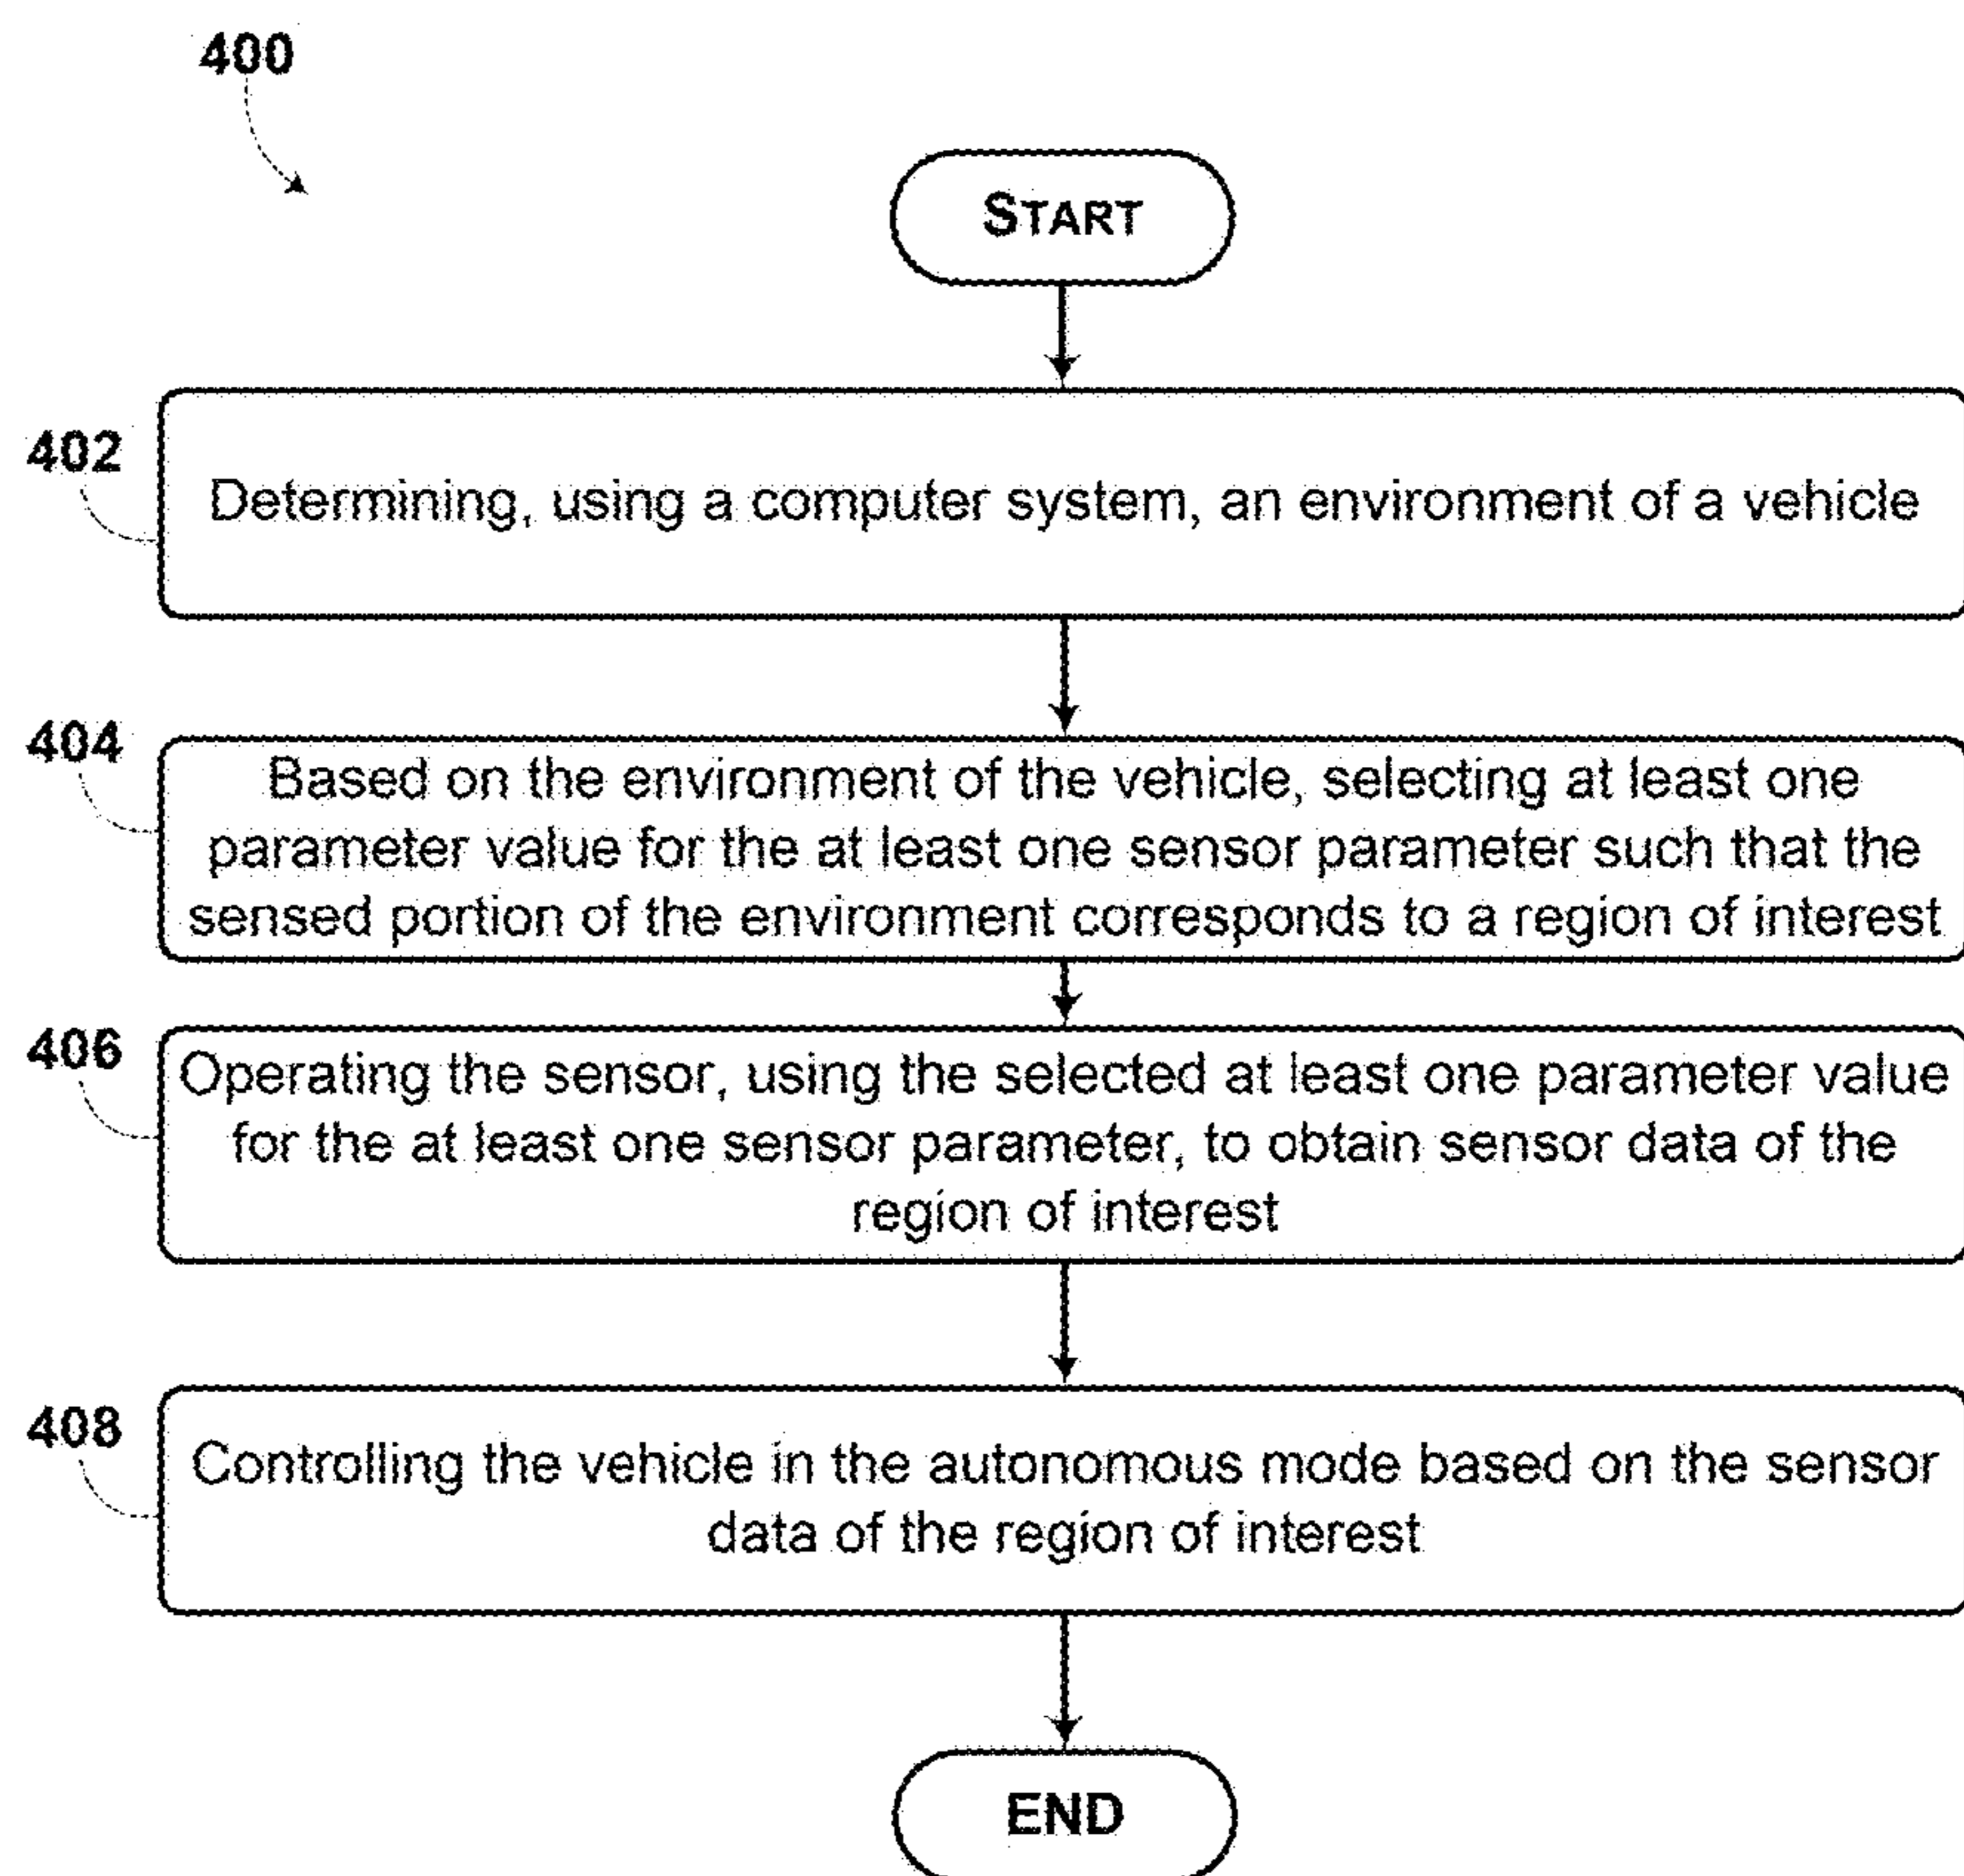 400
START
402
Determining, using a computer system, an environment of a vehicle
404
Based on the environment of the vehicle, selecting at least one
parameter value for the at least one sensor parameter such that the
sensed portion of the environment corresponds to a region of interest
406
Operating the sensor, using the selected at least one parameter value
for the at least one sensor parameter, to obtain sensor data of the
region of interest
408
Controlling the vehicle in the autonomous mode based on the sensor
data of the region of interest
END